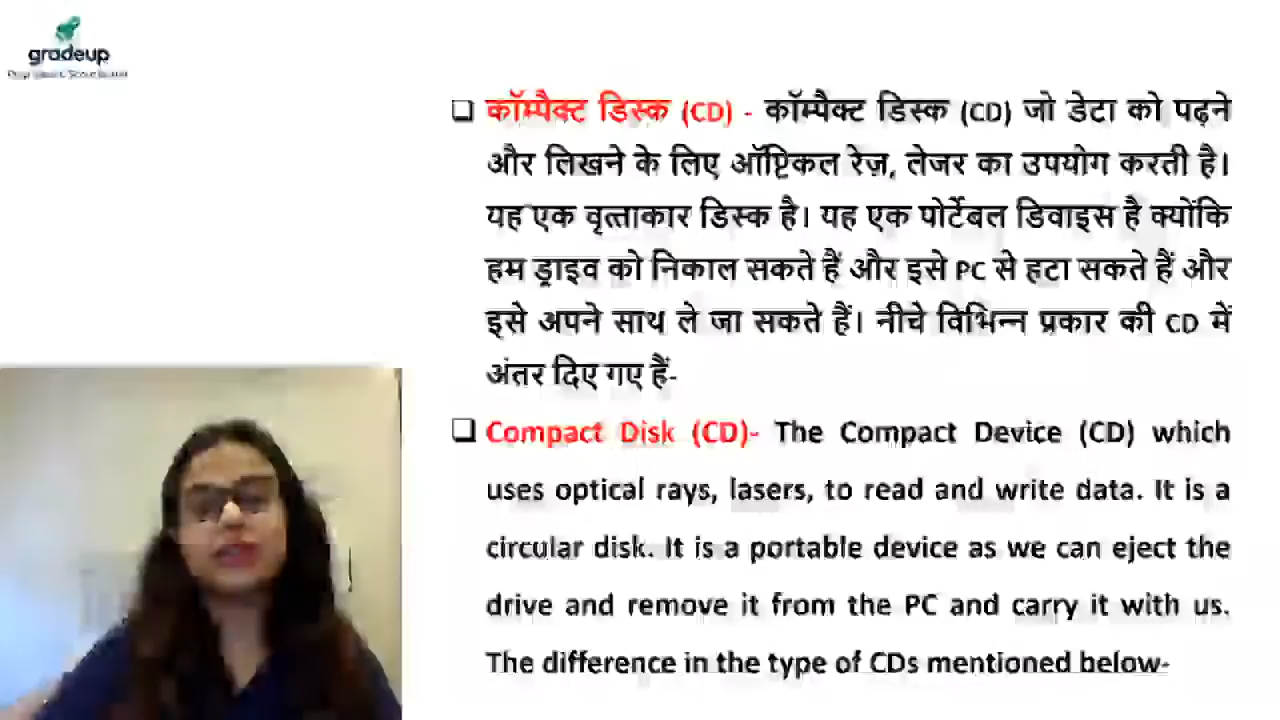 gradeup
❑ कॉम्पैक्ट डिस्क (CD) - कॉम्पैक्ट डिस्क (CD) जो डेटा को पढ़ने
और लिखने के लिए ऑप्टिकल रेज़, लेजर का उपयोग करती है।
यह एक वृत्ताकार डिस्क है। यह एक पोर्टेबल डिवाइस है क्योंकि
हम ड्राइव को निकाल सकते हैं और इसे PC से हटा सकते हैं और
इसे अपने साथ ले जा सकते हैं। नीचे विभिन्न प्रकार की CD में
अंतर दिए गए हैं-
❑ Compact Disk (CD)- The Compact Device (CD) which
uses optical rays, lasers, to read and write data. It is a
circular disk. It is a portable device as we can eject the
drive and remove it from the PC and carry it with us.
The difference in the type of CDs mentioned below-